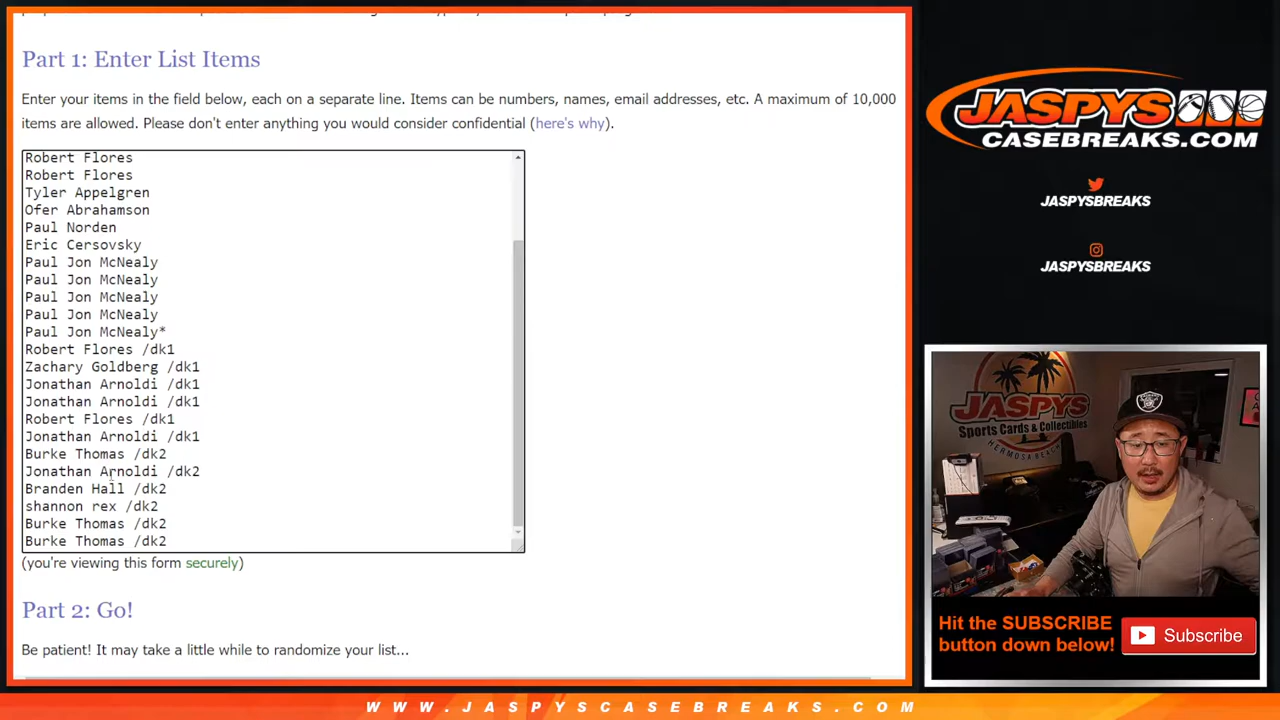 Part 1: Enter List Items
Enter your items in the field below, each on a separate line. Items can be numbers, names, email addresses, etc. A maximum of 10,000
items are allowed. Please don't enter anything you would consider confidential (here's why).
Robert Flores
Robert Flores
Tyler Appelgren
Ofer Abrahamson
Paul Norden
Eric Cersovsky
Paul Jon McNealy
Paul Jon McNealy
Paul Jon McNealy
Paul Jon McNealy
Paul Jon McNealy*
Robert Flores /dk1
Zachary Goldberg /dk1
Jonathan Arnoldi /dk1
Jonathan Arnoldi /dk1
Robert Flores /dk1
Jonathan Arnoldi /dk1
Burke Thomas /dk2
Jonathan Arnoldi /dk2
Branden Hall /dk2
shannon rex /dk2
Burke Thomas /dk2
Burke Thomas /dk2
(you're viewing this form securely)
Part 2: Go!
Be patient! It may take a little while to randomize your list...
JASPYS
CASEBREAKS.COM
JASPYSBREAKS
JASPYSBREAKS
JASPYS
Sports Cards & Collectibles
HERMOSA BEACH
Hit the SUBSCRIBE
button down below!
Subscribe
WWW.JASPYSCASEBREAKS.COM